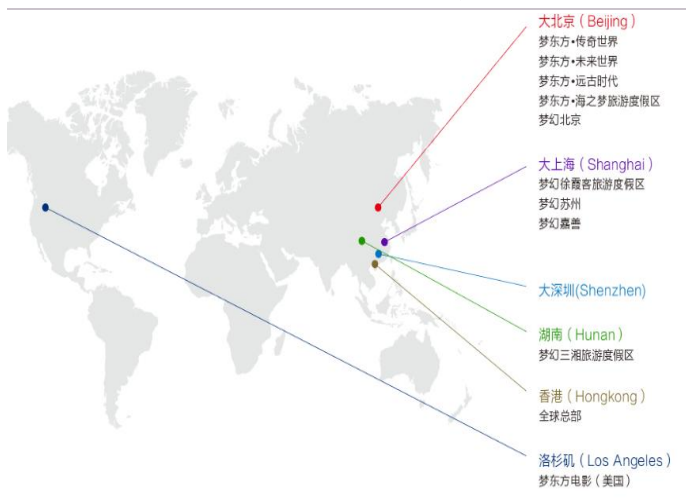 大北京（Beijing）
梦东方•传奇世界
梦东方•未来世界
梦东方•远古时代
梦东方•海之梦旅游度假区
梦幻北京
大上海（Shanghai）
梦幻徐霞客旅游度假区
梦幻苏州
梦幻嘉善
大深圳(Shenzhen)
湖南（Hunan）
梦幻三湘旅游度假区
香港（Hongkong）
全球总部
洛杉矶（Los Angeles）
梦东方电影（美国）